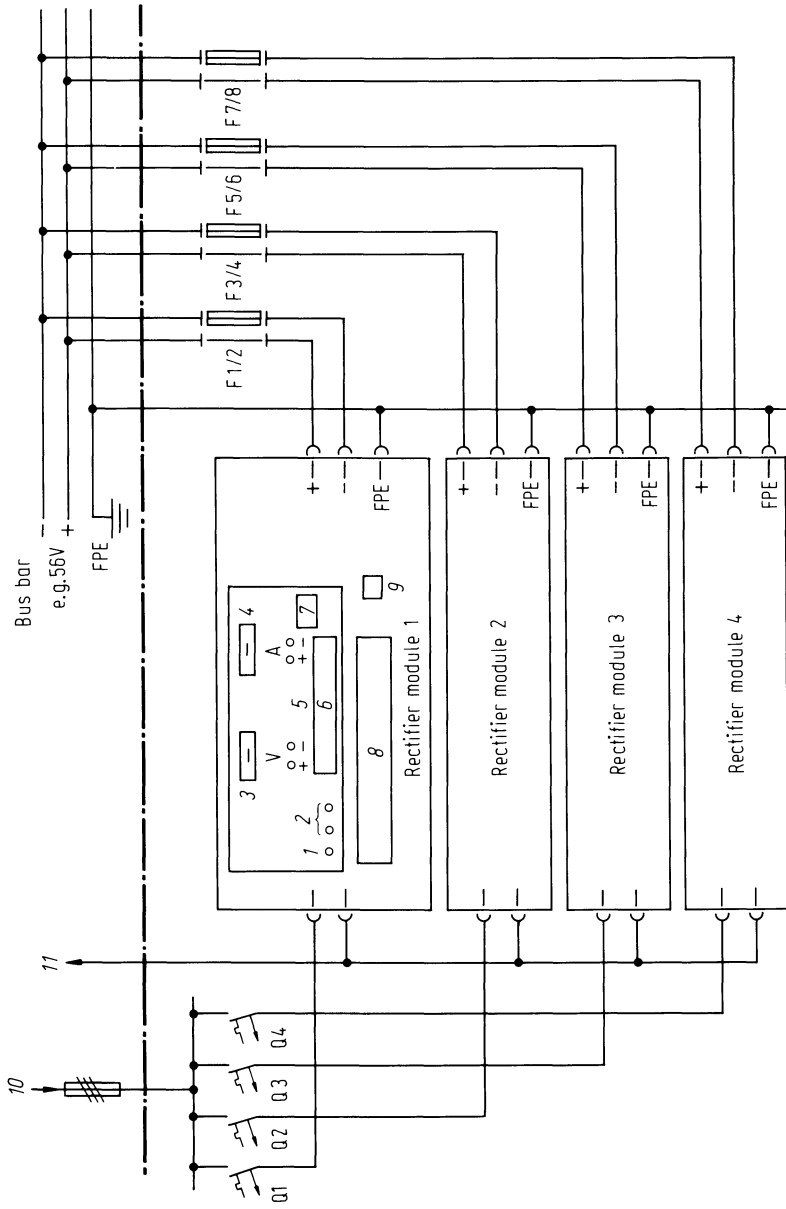 Bus bar
e.g.56V
−
+
FPE
F1/2
F3/4
F5/6
F7/8
10
11
Q1
Q2
Q3
Q4
1
2
3
V
+ −
4
A
+ −
5
6
7
8
9
Rectifier module 1
+
−
FPE
Rectifier module 2
+
−
FPE
Rectifier module 3
+
−
FPE
Rectifier module 4
+
−
FPE